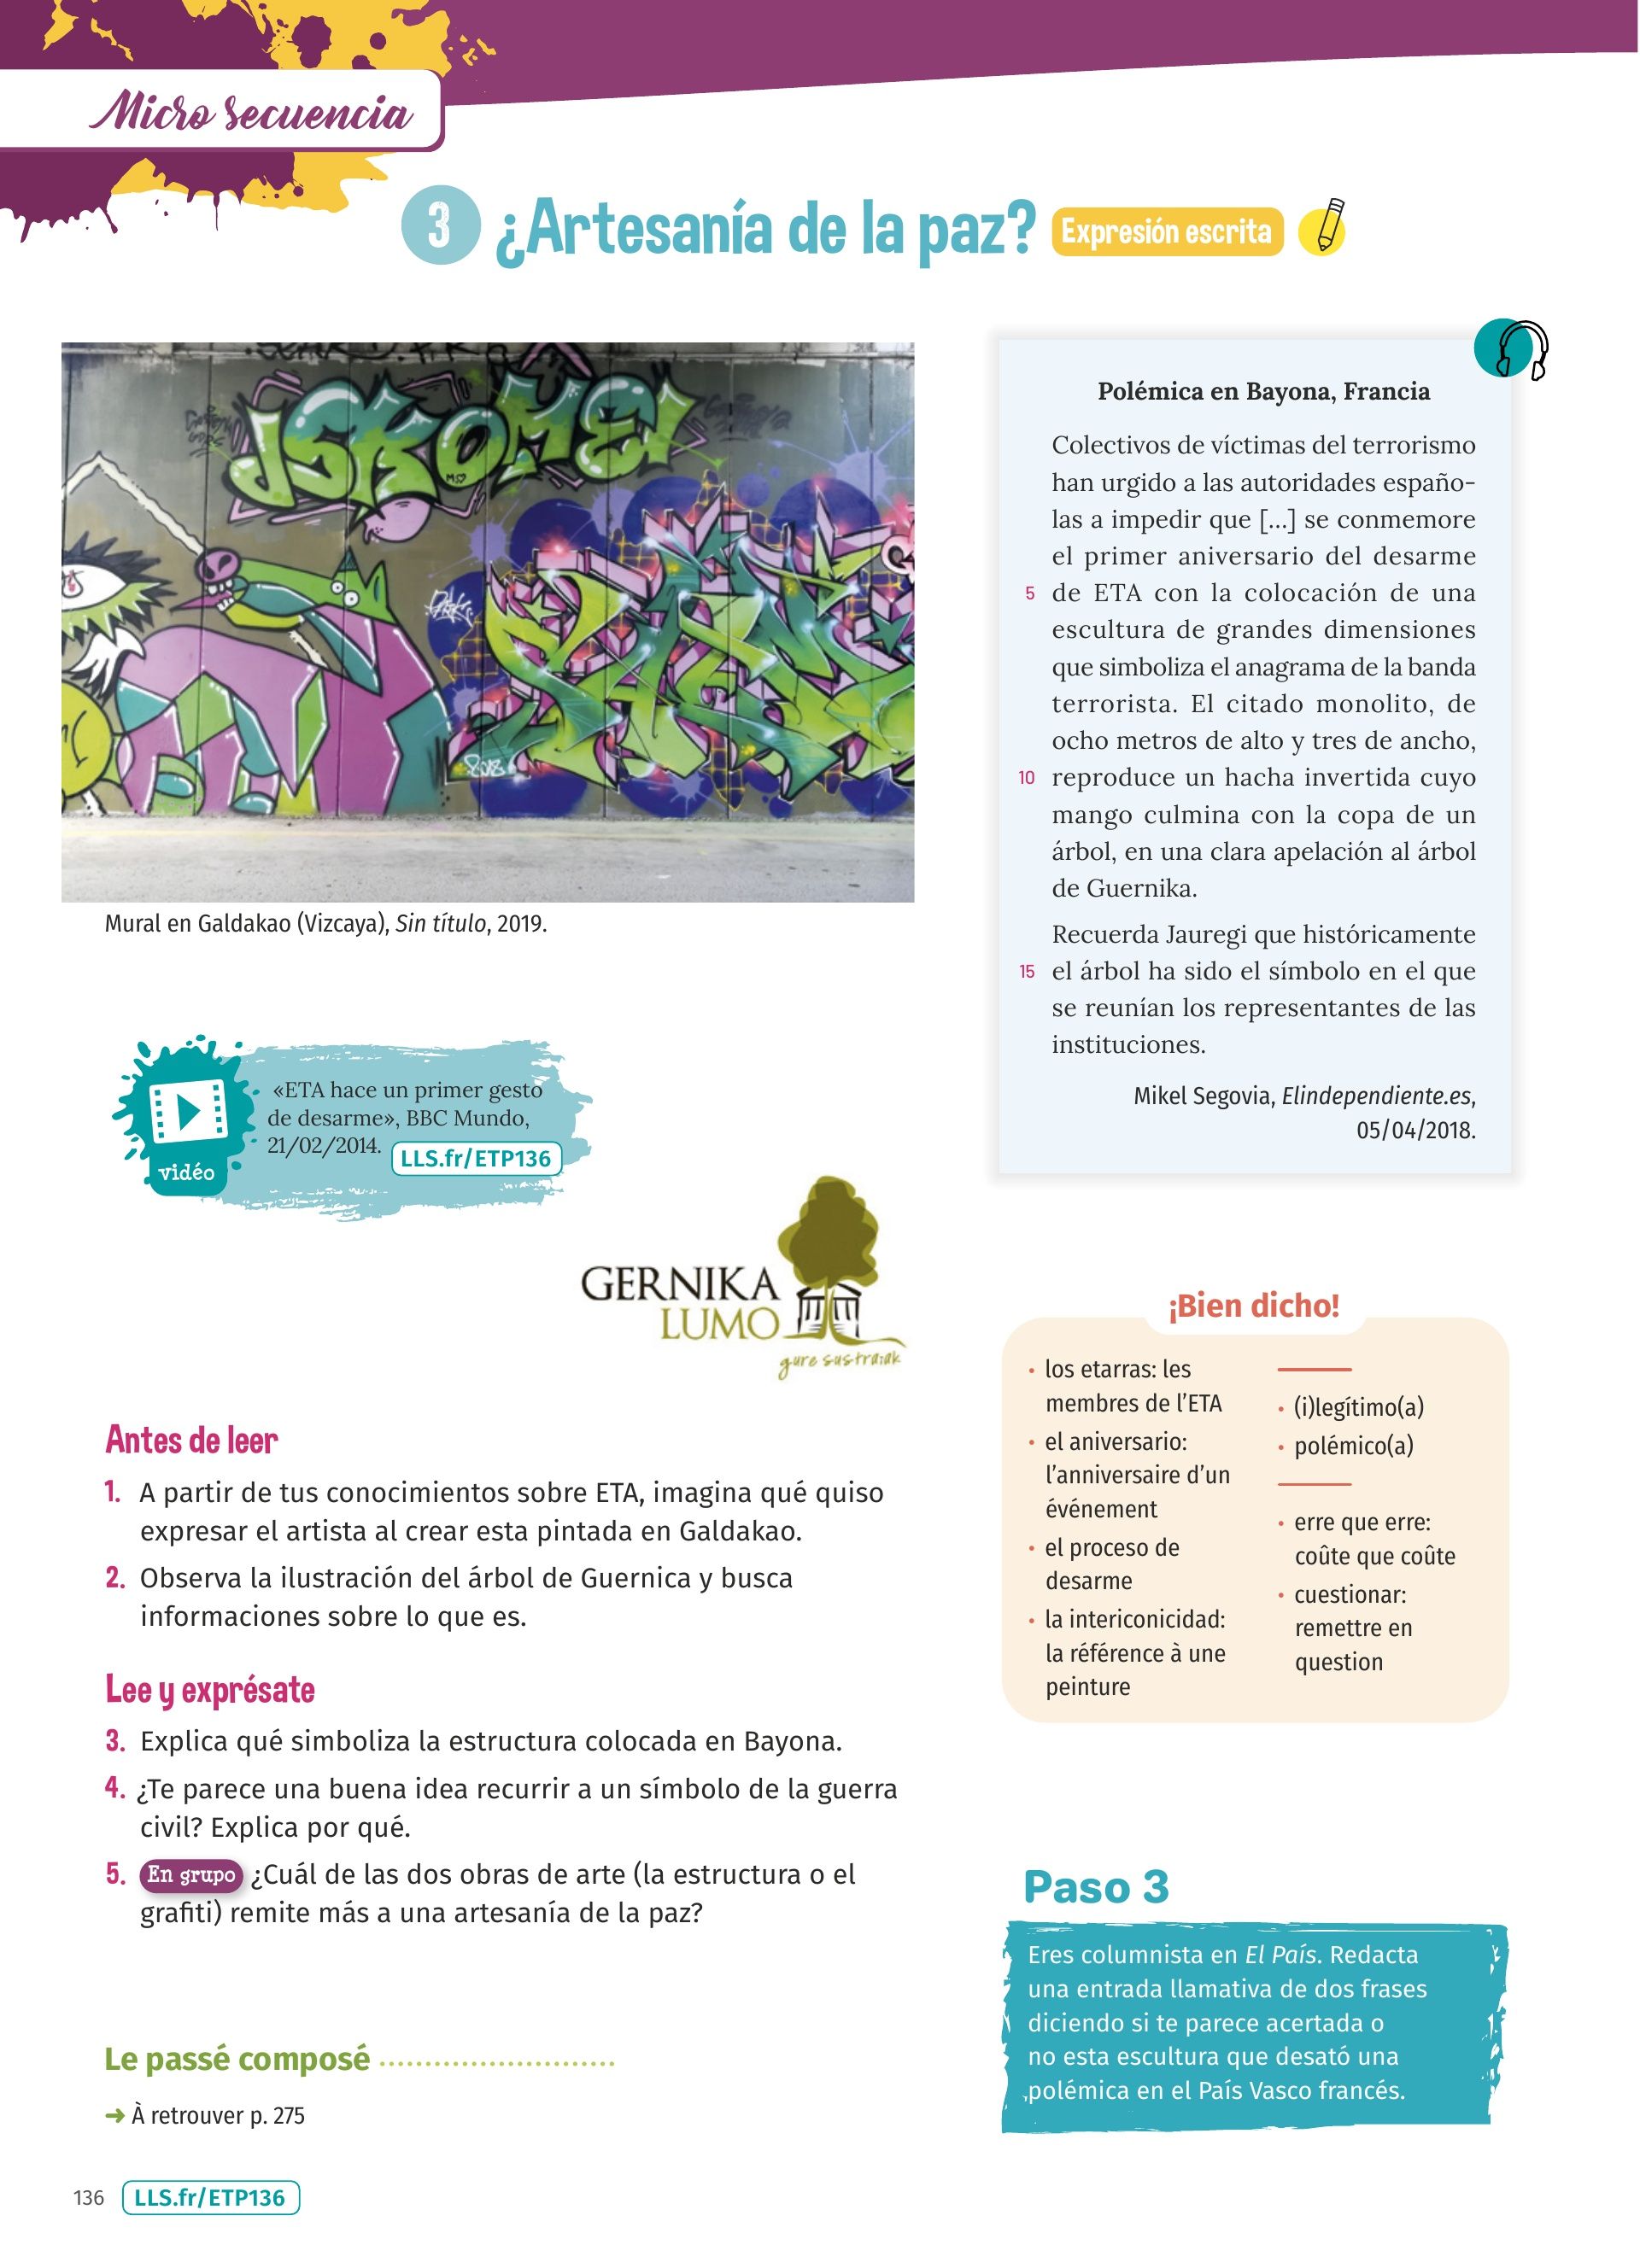 Micro secuencia
3 ¿Artesanía de la paz? Expresión escrita
JSKOME
Mural en Galdakao (Vizcaya), Sin título, 2019.
Polémica en Bayona, Francia
Colectivos de víctimas del terrorismo
han urgido a las autoridades españo-
las a impedir que [...] se conmemore
el primer aniversario del desarme
5 de ETA con la colocación de una
escultura de grandes dimensiones
que simboliza el anagrama de la banda
terrorista. El citado monolito, de
ocho metros de alto y tres de ancho,
10 reproduce un hacha invertida cuyo
mango culmina con la copa de un
árbol, en una clara apelación al árbol
de Guernika.
Recuerda Jauregi que históricamente
15 el árbol ha sido el símbolo en el que
se reunían los representantes de las
instituciones.
Mikel Segovia, Elindependiente.es,
05/04/2018.
vidéo
«ETA hace un primer gesto
de desarme», BBC Mundo,
21/02/2014. LLS.fr/ETP136
GERNIKA
LUMO
gure sustraiak
Antes de leer
1. A partir de tus conocimientos sobre ETA, imagina qué quiso
expresar el artista al crear esta pintada en Galdakao.
2. Observa la ilustración del árbol de Guernica y busca
informaciones sobre lo que es.
Lee y exprésate
3. Explica qué simboliza la estructura colocada en Bayona.
4. ¿Te parece una buena idea recurrir a un símbolo de la guerra
civil? Explica por qué.
5. En grupo ¿Cuál de las dos obras de arte (la estructura o el
grafiti) remite más a una artesanía de la paz?
Le passé composé
➜ À retrouver p. 275
¡Bien dicho!
• los etarras: les
membres de l'ETA
• el aniversario:
l'anniversaire d'un
événement
• el proceso de
desarme
• la intericonicidad:
la référence à une
peinture
• (i)legítimo(a)
• polémico(a)
• erre que erre:
coûte que coûte
• cuestionar:
remettre en
question
Paso 3
Eres columnista en El País. Redacta
una entrada llamativa de dos frases
diciendo si te parece acertada o
no esta escultura que desató una
polémica en el País Vasco francés.
136 LLS.fr/ETP136